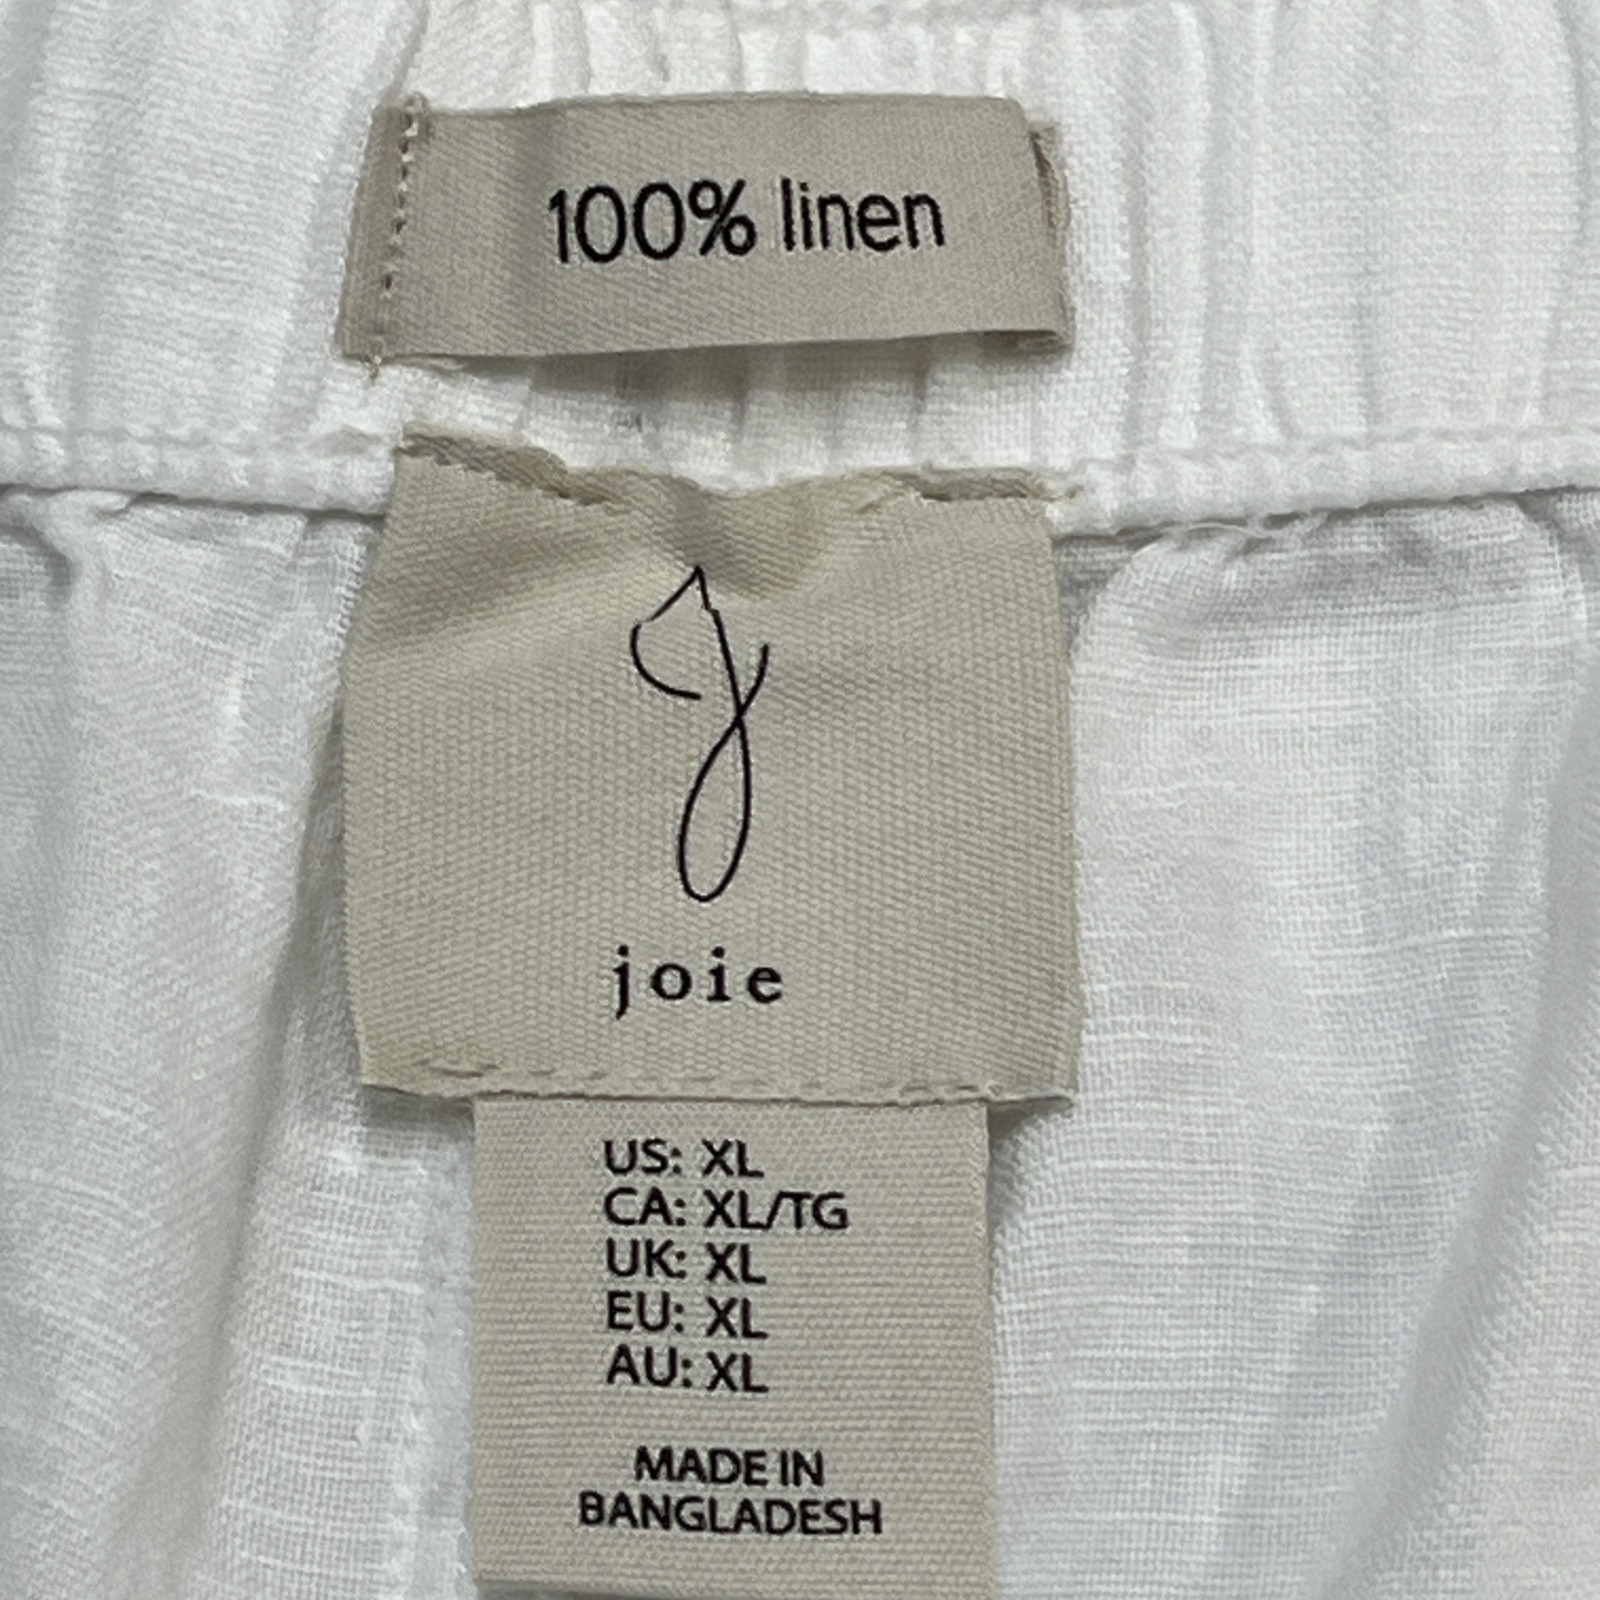 100% linen
J
joie
US: XL
CA: XL/TG
UK: XL
EU: XL
AU: XL
MADE IN
BANGLADESH